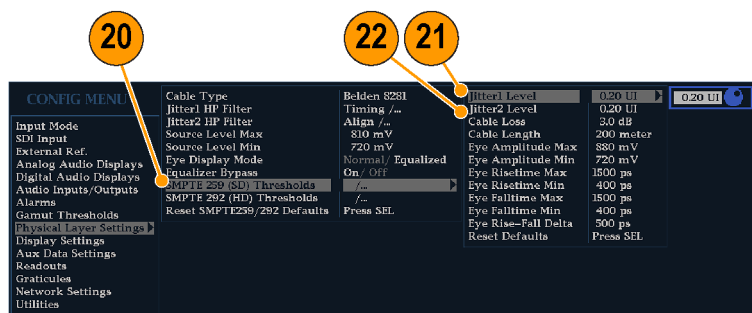 20
22
21
CONFIG MENU
Input Mode
SDI Input
External Ref.
Analog Audio Displays
Digital Audio Displays
Audio Inputs/Outputs
Alarms
Gamut Thresholds
Physical Layer Settings
Display Settings
Aux Data Settings
Readouts
Graticules
Network Settings
Utilities
Cable Type Belden 8281
Jitter1 HP Filter Timing /...
Jitter2 HP Filter Align /...
Source Level Max 810 mV
Source Level Min 720 mV
Eye Display Mode Normal/ Equalized
Equalizer Bypass On/ Off
SMPTE 259 (SD) Thresholds /...
SMPTE 292 (HD) Thresholds /...
Reset SMPTE259/292 Defaults Press SEL
Jitter1 Level 0.20 UI
Jitter2 Level 0.20 UI
Cable Loss 3.0 dB
Cable Length 200 meter
Eye Amplitude Max 880 mV
Eye Amplitude Min 720 mV
Eye Risetime Max 1500 ps
Eye Risetime Min 400 ps
Eye Falltime Max 1500 ps
Eye Falltime Min 400 ps
Eye Rise-Fall Delta 500 ps
Reset Defaults Press SEL
0.20 UI